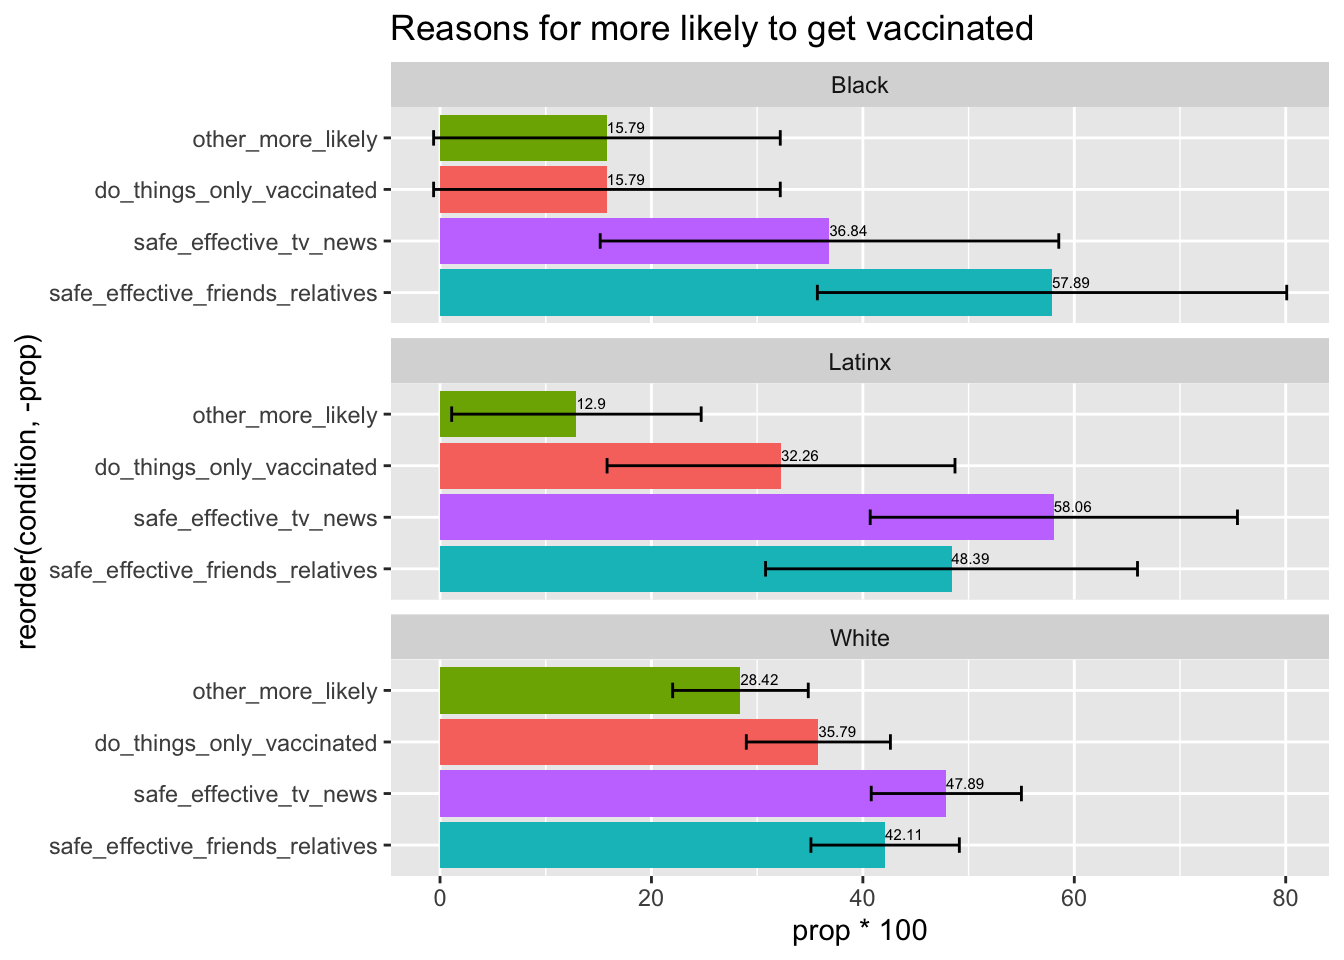 Reasons for more likely to get vaccinated
Black
other_more_likely 15.79
do_things_only_vaccinated 15.79
safe_effective_tv_news 36.84
safe_effective_friends_relatives 57.89
Latinx
other_more_likely 12.9
do_things_only_vaccinated 32.26
safe_effective_tv_news 58.06
safe_effective_friends_relatives 48.39
White
other_more_likely 28.42
do_things_only_vaccinated 35.79
safe_effective_tv_news 47.89
safe_effective_friends_relatives 42.11
reorder(condition, -prop)
0 20 40 60 80
prop * 100